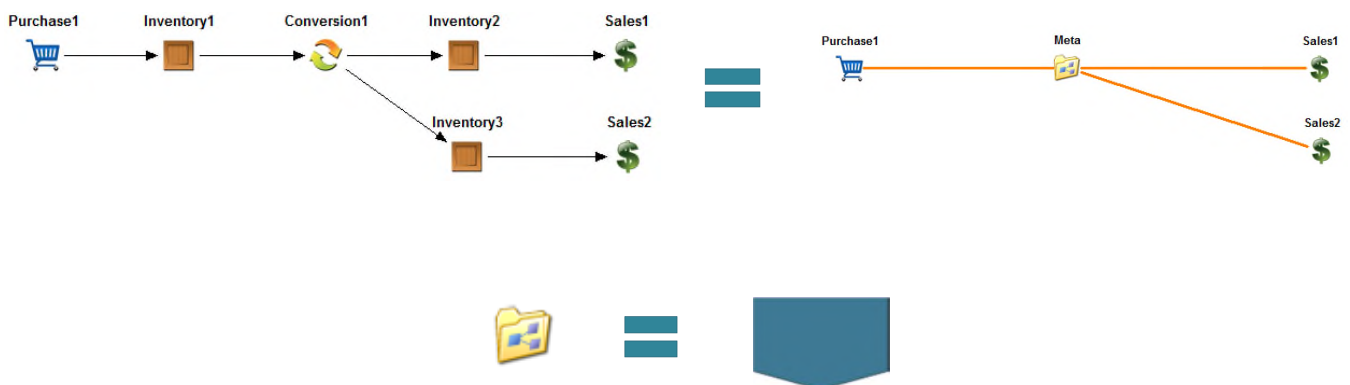 Purchase1 Inventory1 Conversion1 Inventory2 Sales1
Inventory3 Sales2
Purchase1 Meta Sales1
Sales2